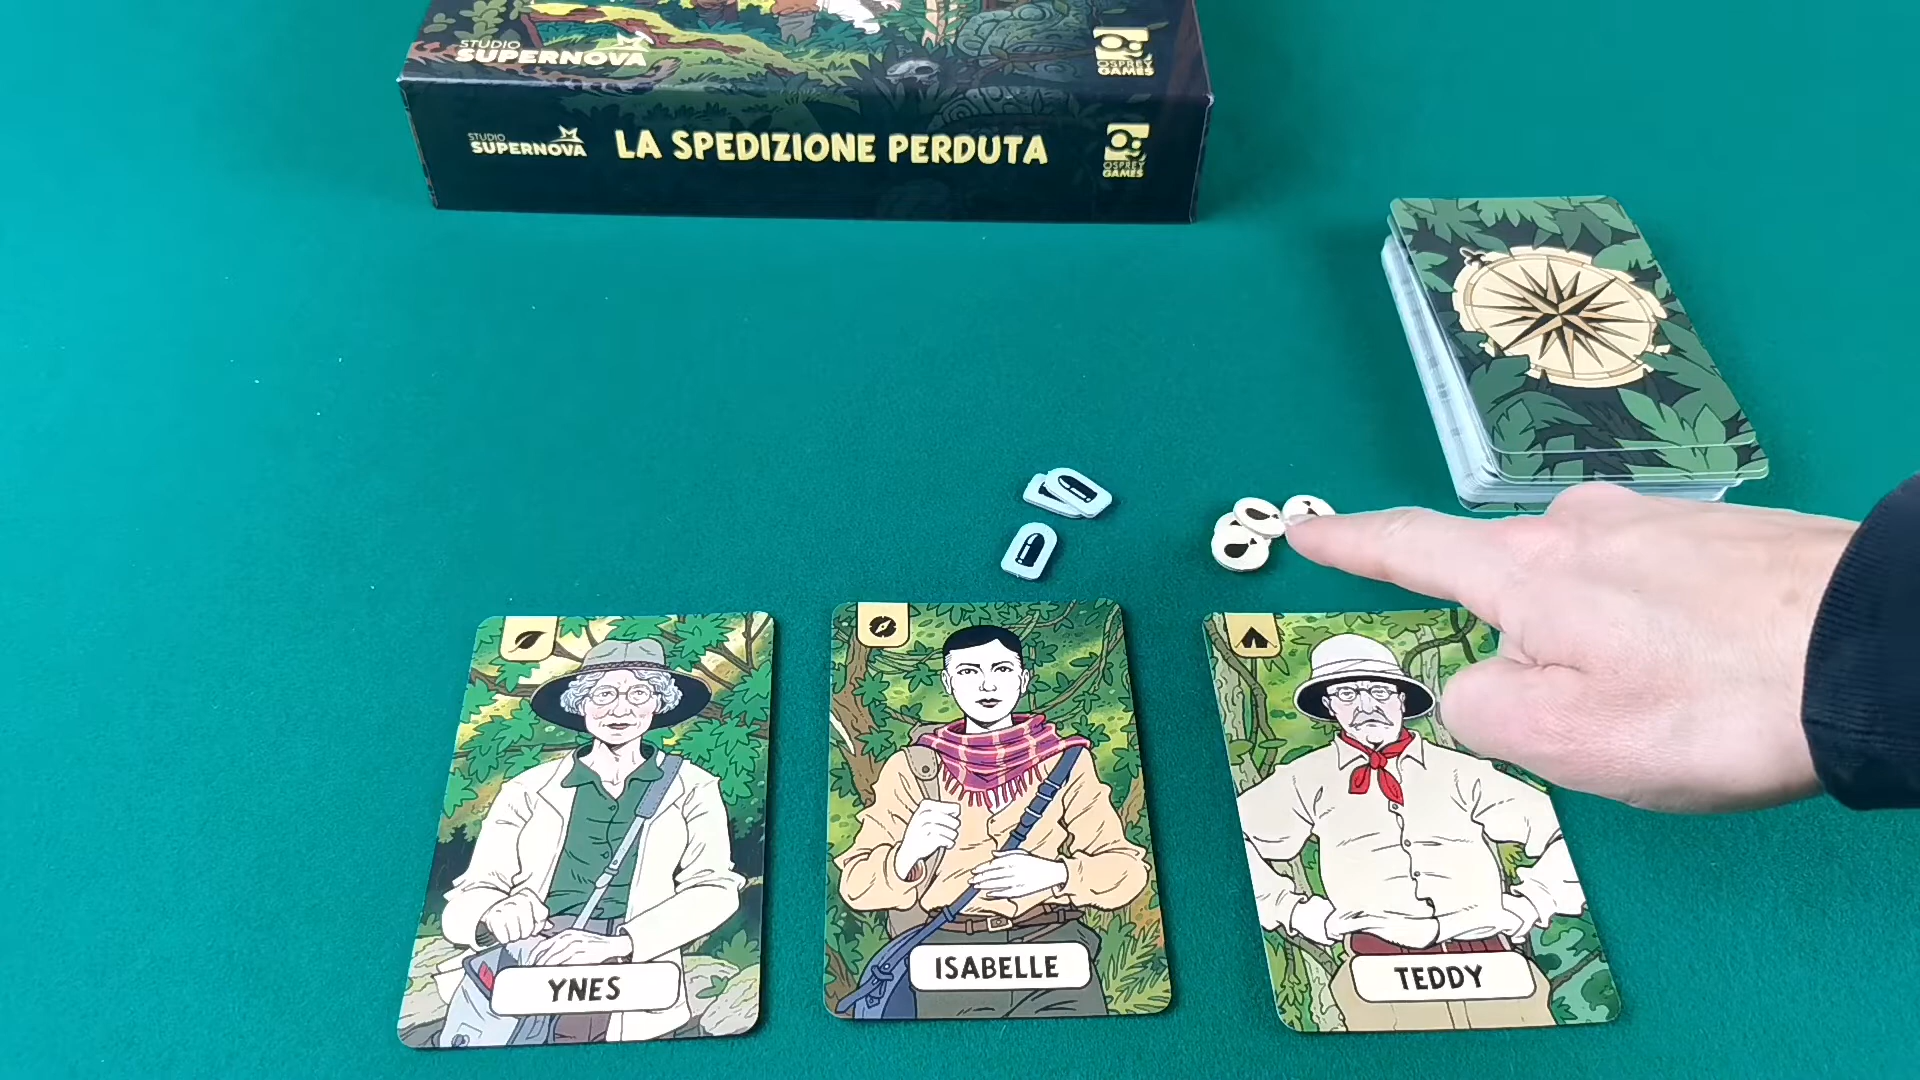 STUDIO
SUPERNOVA
OSPREY
GAMES
STUDIO
SUPERNOVA
LA SPEDIZIONE PERDUTA
OSPREY
GAMES
YNES
ISABELLE
TEDDY